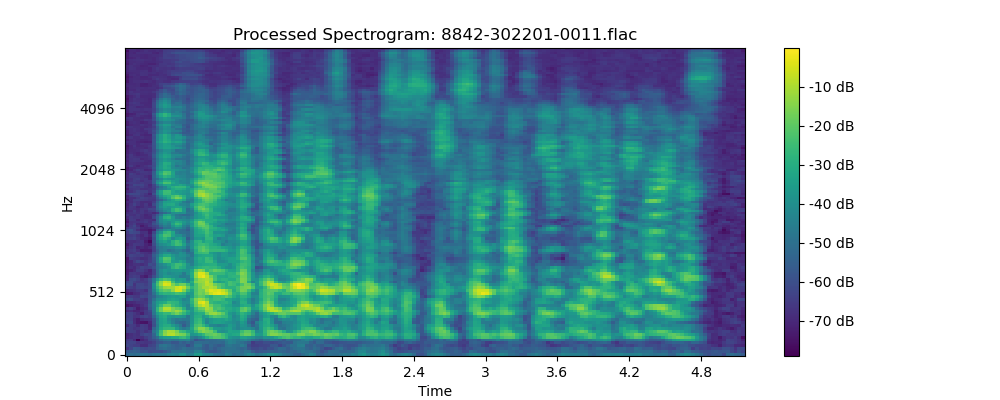 Processed Spectrogram: 8842-302201-0011.flac
Hz
4096
2048
1024
512
0
0 0.6 1.2 1.8 2.4 3 3.6 4.2 4.8
Time
-10 dB
-20 dB
-30 dB
-40 dB
-50 dB
-60 dB
-70 dB